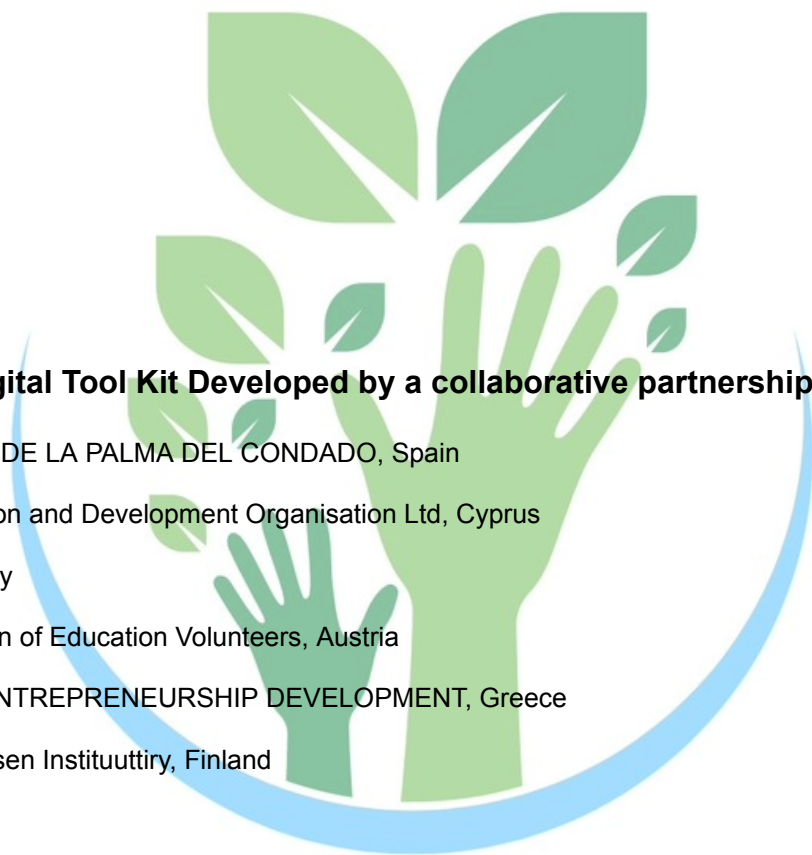 gital Tool Kit Developed by a collaborative partnership
DE LA PALMA DEL CONDADO, Spain
on and Development Organisation Ltd, Cyprus
y
n of Education Volunteers, Austria
NTREPRENEURSHIP DEVELOPMENT, Greece
sen Instituuttiry, Finland